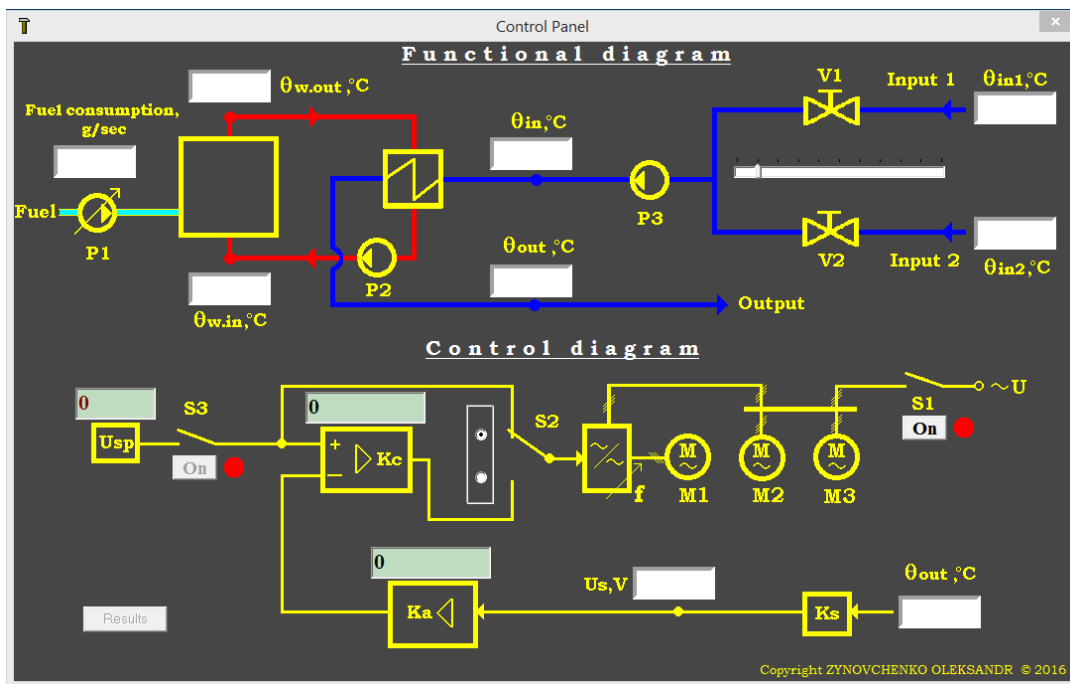 Control Panel
Functional diagram
θw.out ,°C
Fuel consumption,
g/sec
θin,°C
V1
Input 1
θin1,°C
Fuel
P1
P3
P2
θout ,°C
V2
Input 2
θin2,°C
θw.in,°C
Output
Control diagram
0
S3
0
S2
S1
~U
Usp
On
+
−
Kc
On
~
~
f
M
~
M1
M
~
M2
M
~
M3
0
Us,V
θout ,°C
Ka
Ks
Results
Copyright ZYNOVCHENKO OLEKSANDR © 2016